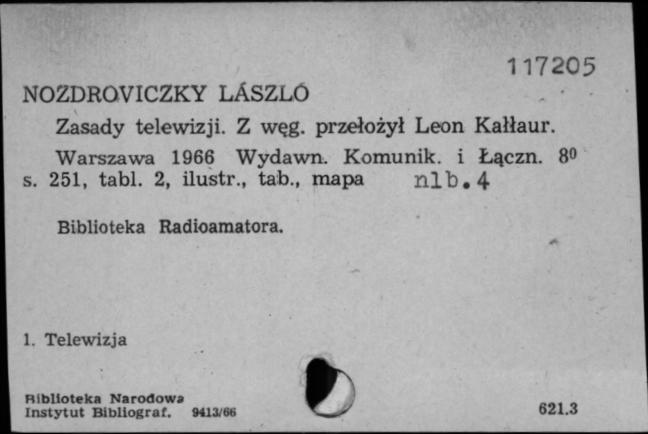 117205
NOZDROVICZKY LÁSZLÓ
Zasady telewizji. Z węg. przełożył Leon Kałłaur.
Warszawa 1966 Wydawn. Komunik. i Łączn. 8⁰
s. 251, tabl. 2, ilustr., tab., mapa nlb.4
Biblioteka Radioamatora.
1. Telewizja
Biblioteka Narodowa
Instytut Bibliograf. 9413/66
621.3